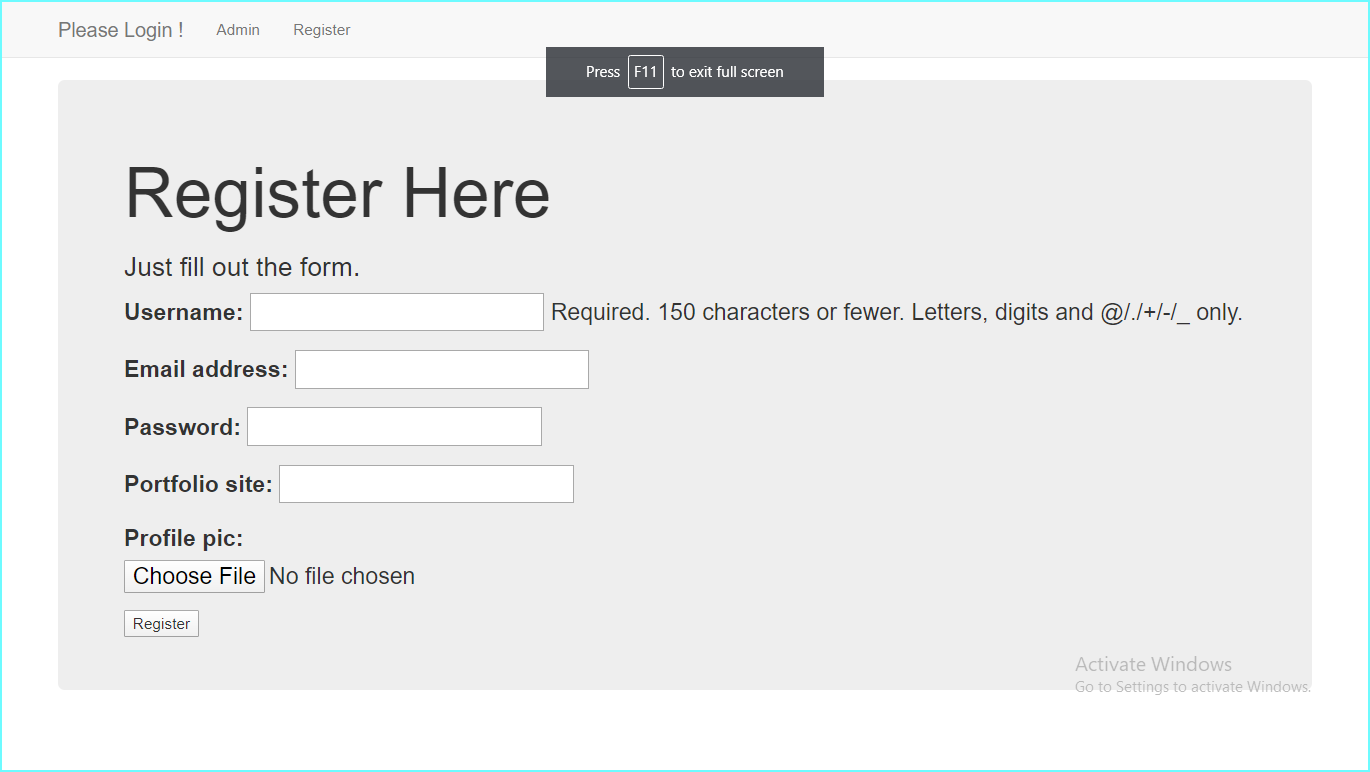 Please Login ! Admin Register
Press F11 to exit full screen
Register Here
Just fill out the form.
Username: Required. 150 characters or fewer. Letters, digits and @/./+/-/_ only.
Email address:
Password:
Portfolio site:
Profile pic:
Choose File No file chosen
Register
Activate Windows
Go to Settings to activate Windows.